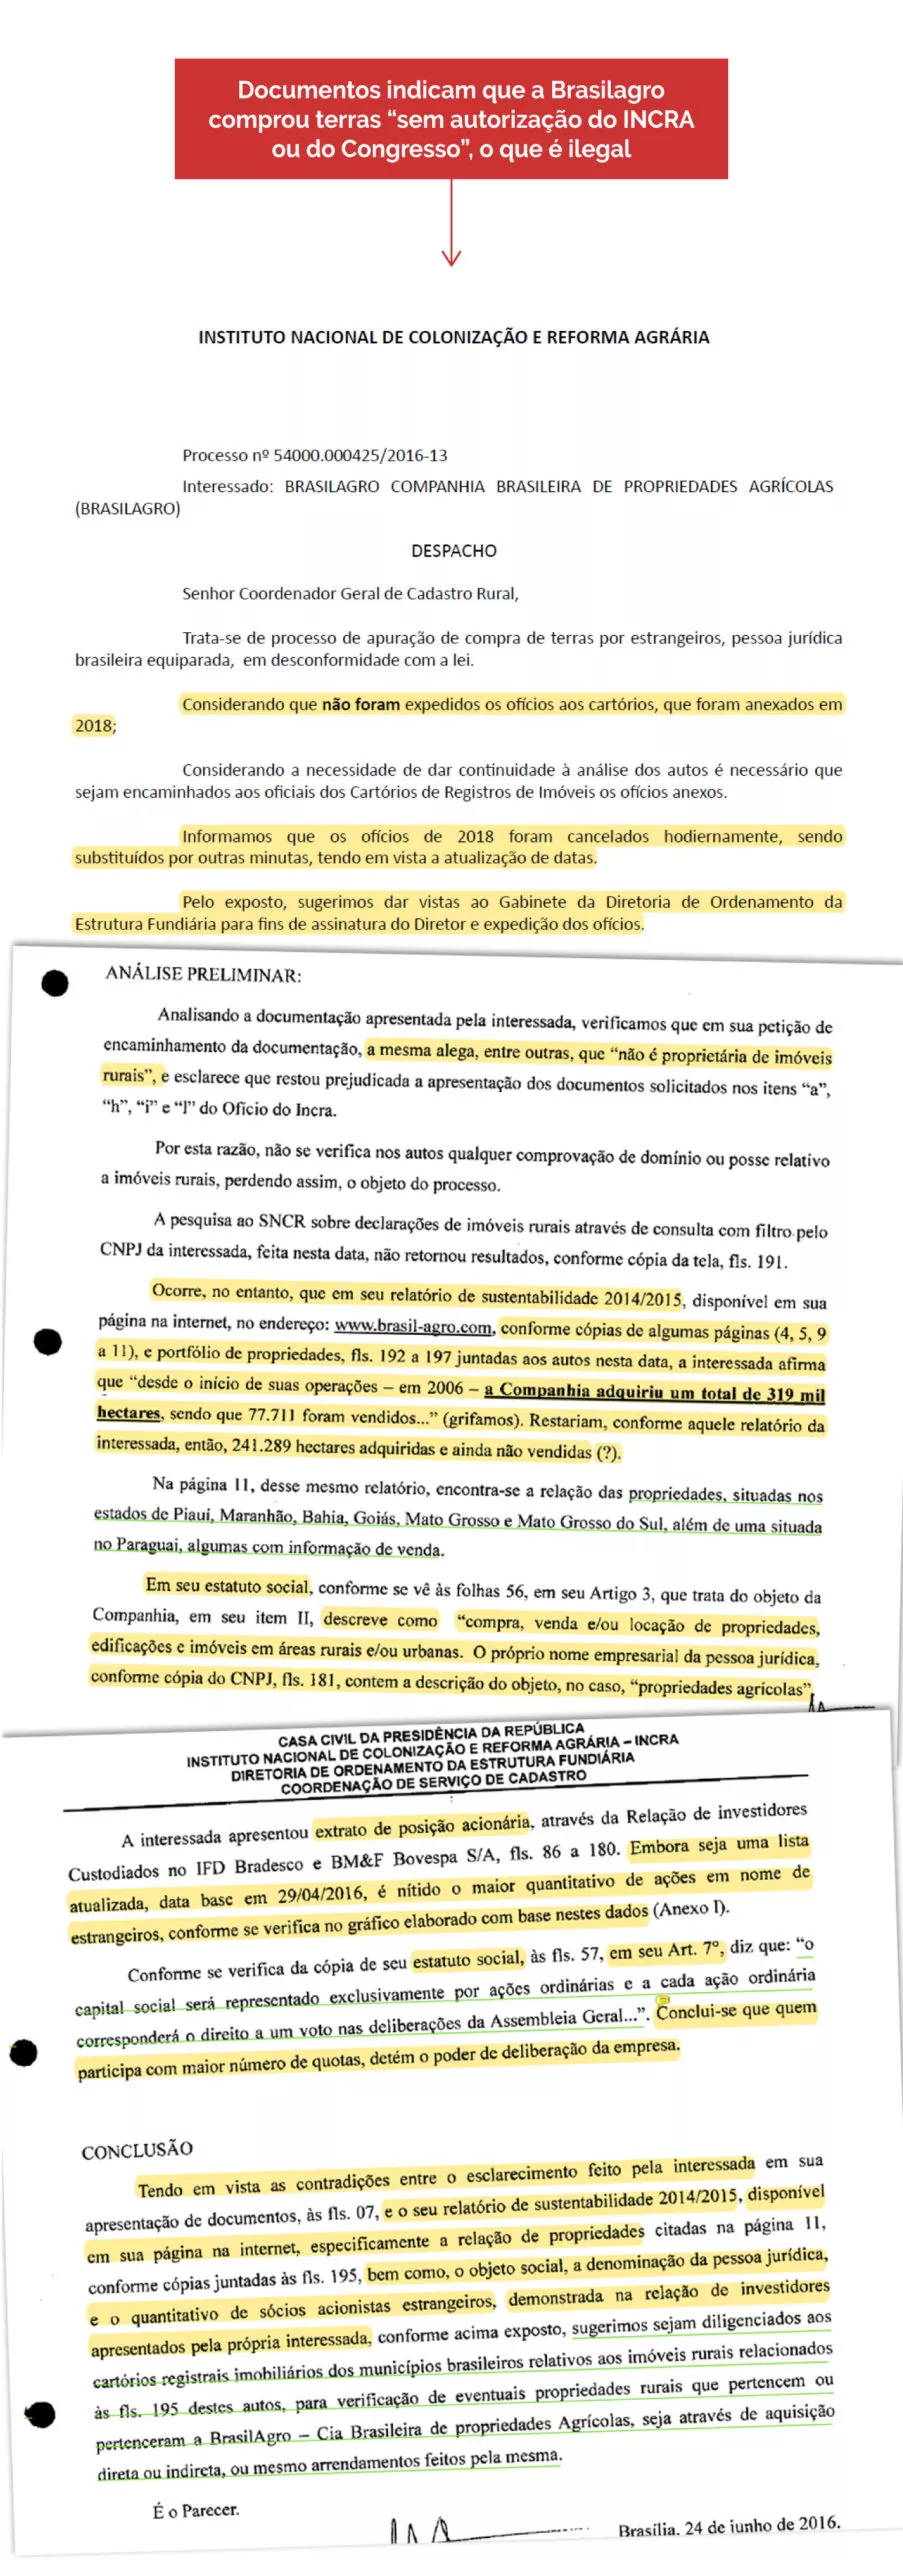 Documentos indicam que a Brasilagro
comprou terras “sem autorização do INCRA
ou do Congresso”, o que é ilegal
INSTITUTO NACIONAL DE COLONIZAÇÃO E REFORMA AGRÁRIA
Processo nº 54000.000425/2016-13
Interessado: BRASILAGRO COMPANHIA BRASILEIRA DE PROPRIEDADES AGRÍCOLAS
(BRASILAGRO)
DESPACHO
Senhor Coordenador Geral de Cadastro Rural,
Trata-se de processo de apuração de compra de terras por estrangeiros, pessoa jurídica
brasileira equiparada, em desconformidade com a lei.
Considerando que não foram expedidos os ofícios aos cartórios, que foram anexados em
2018;
Considerando a necessidade de dar continuidade à análise dos autos é necessário que
sejam encaminhados aos oficiais dos Cartórios de Registros de Imóveis os ofícios anexos.
Informamos que os ofícios de 2018 foram cancelados hodiernamente, sendo
substituídos por outras minutas, tendo em vista a atualização de datas.
Pelo exposto, sugerimos dar vistas ao Gabinete da Diretoria de Ordenamento da
Estrutura Fundiária para fins de assinatura do Diretor e expedição dos ofícios.
ANÁLISE PRELIMINAR:
Analisando a documentação apresentada pela interessada, verificamos que em sua petição de
encaminhamento da documentação, a mesma alega, entre outras, que “não é proprietária de imóveis
rurais”, e esclarece que restou prejudicada a apresentação dos documentos solicitados nos itens “a”,
“h”, “i” e “l” do Ofício do Incra.
Por esta razão, não se verifica nos autos qualquer comprovação de domínio ou posse relativo
a imóveis rurais, perdendo assim, o objeto do processo.
A pesquisa ao SNCR sobre declarações de imóveis rurais através de consulta com filtro pelo
CNPJ da interessada, feita nesta data, não retornou resultados, conforme cópia da tela, fls. 191.
Ocorre, no entanto, que em seu relatório de sustentabilidade 2014/2015, disponível em sua
página na internet, no endereço: www.brasil-agro.com, conforme cópias de algumas páginas (4, 5, 9
a 11), e portfólio de propriedades, fls. 192 a 197 juntadas aos autos nesta data, a interessada afirma
que “desde o início de suas operações – em 2006 – a Companhia adquiriu um total de 319 mil
hectares, sendo que 77.711 foram vendidos...” (grifamos). Restariam, conforme aquele relatório da
interessada, então, 241.289 hectares adquiridas e ainda não vendidas (?).
Na página 11, desse mesmo relatório, encontra-se a relação das propriedades, situadas nos
estados de Piauí, Maranhão, Bahia, Goiás, Mato Grosso e Mato Grosso do Sul, além de uma situada
no Paraguai, algumas com informação de venda.
Em seu estatuto social, conforme se vê às folhas 56, em seu Artigo 3, que trata do objeto da
Companhia, em seu item II, descreve como “compra, venda e/ou locação de propriedades,
edificações e imóveis em áreas rurais e/ou urbanas. O próprio nome empresarial da pessoa jurídica,
conforme cópia do CNPJ, fls. 181, contem a descrição do objeto, no caso, “propriedades agrícolas”
CASA CIVIL DA PRESIDÊNCIA DA REPÚBLICA
INSTITUTO NACIONAL DE COLONIZAÇÃO E REFORMA AGRÁRIA – INCRA
DIRETORIA DE ORDENAMENTO DA ESTRUTURA FUNDIÁRIA
COORDENAÇÃO DE SERVIÇO DE CADASTRO
A interessada apresentou extrato de posição acionária, através da Relação de investidores
Custodiados no IFD Bradesco e BM&F Bovespa S/A, fls. 86 a 180. Embora seja uma lista
atualizada, data base em 29/04/2016, é nítido o maior quantitativo de ações em nome de
estrangeiros, conforme se verifica no gráfico elaborado com base nestes dados (Anexo I).
Conforme se verifica da cópia de seu estatuto social, às fls. 57, em seu Art. 7º, diz que: “o
capital social será representado exclusivamente por ações ordinárias e a cada ação ordinária
corresponderá o direito a um voto nas deliberações da Assembleia Geral...”. Conclui-se que quem
participa com maior número de quotas, detém o poder de deliberação da empresa.
CONCLUSÃO
Tendo em vista as contradições entre o esclarecimento feito pela interessada em sua
apresentação de documentos, às fls. 07, e o seu relatório de sustentabilidade 2014/2015, disponível
em sua página na internet, especificamente a relação de propriedades citadas na página 11,
conforme cópias juntadas às fls. 195, bem como, o objeto social, a denominação da pessoa jurídica,
e o quantitativo de sócios acionistas estrangeiros, demonstrada na relação de investidores
apresentados pela própria interessada, conforme acima exposto, sugerimos sejam diligenciados aos
cartórios registrais imobiliários dos municípios brasileiros relativos aos imóveis rurais relacionados
às fls. 195 destes autos, para verificação de eventuais propriedades rurais que pertencem ou
pertenceram a BrasilAgro – Cia Brasileira de propriedades Agrícolas, seja através de aquisição
direta ou indireta, ou mesmo arrendamentos feitos pela mesma.
É o Parecer.
Brasília, 24 de junho de 2016.